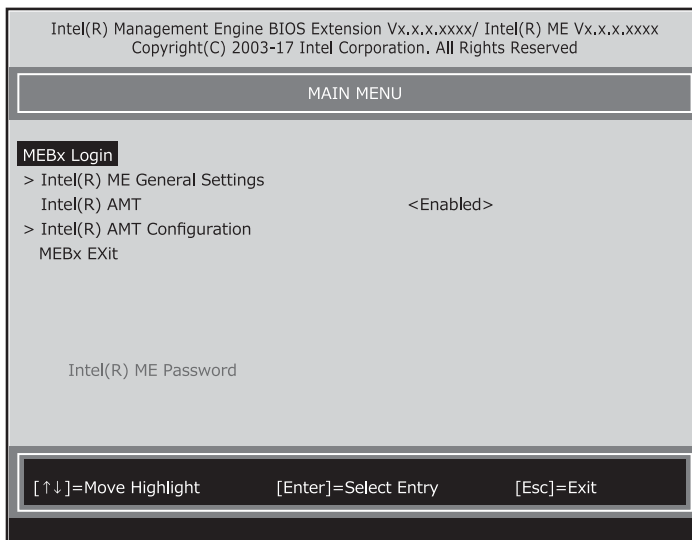 Intel(R) Management Engine BIOS Extension Vx.x.x.xxxx/ Intel(R) ME Vx.x.x.xxxx
Copyright(C) 2003-17 Intel Corporation. All Rights Reserved
MAIN MENU
MEBx Login
> Intel(R) ME General Settings
Intel(R) AMT <Enabled>
> Intel(R) AMT Configuration
MEBx EXit
Intel(R) ME Password
[↑↓]=Move Highlight [Enter]=Select Entry [Esc]=Exit